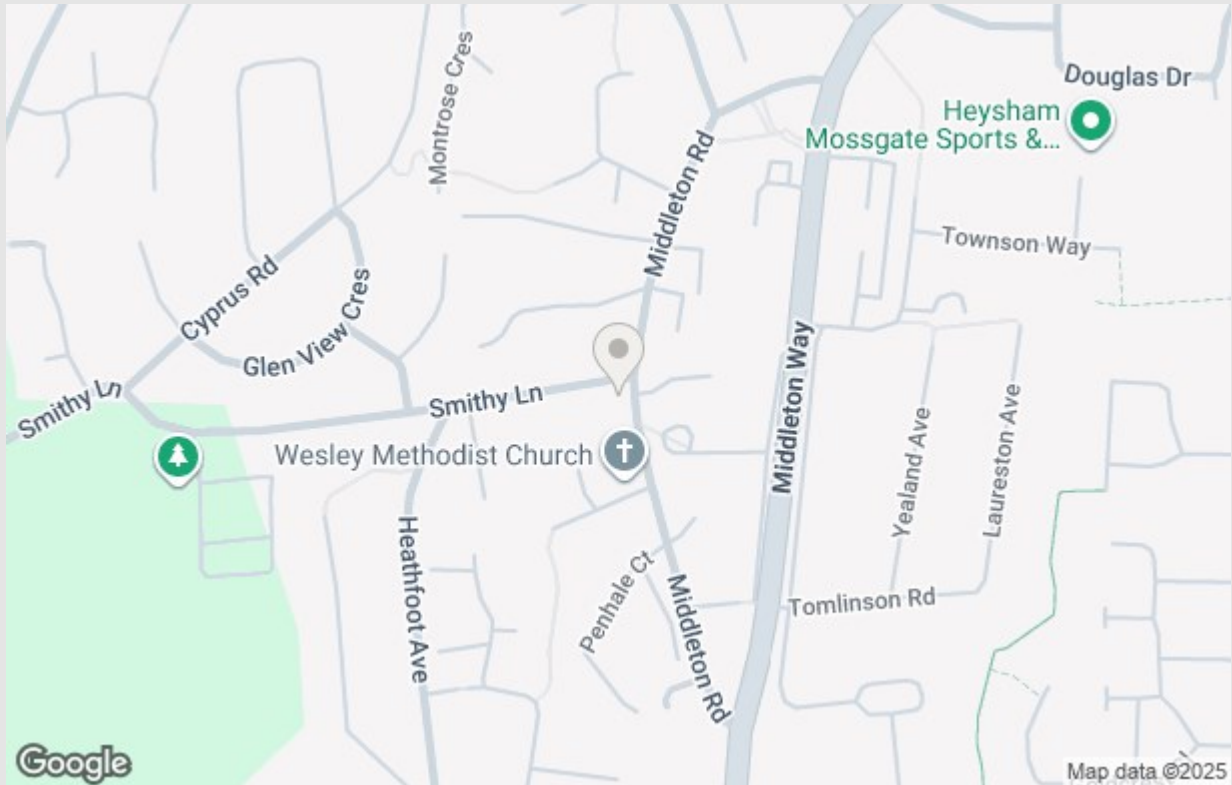 Montrose Cres
Douglas Dr
Heysham
Mossgate Sports &...
Middleton Rd
Townson Way
Cyprus Rd
Glen View Cres
Middleton Way
Smithy Ln
Smithy Ln
Wesley Methodist Church
Yealand Ave
Laureston Ave
Heathfoot Ave
Penhale Ct
Middleton Rd
Tomlinson Rd
Google
Map data ©2025